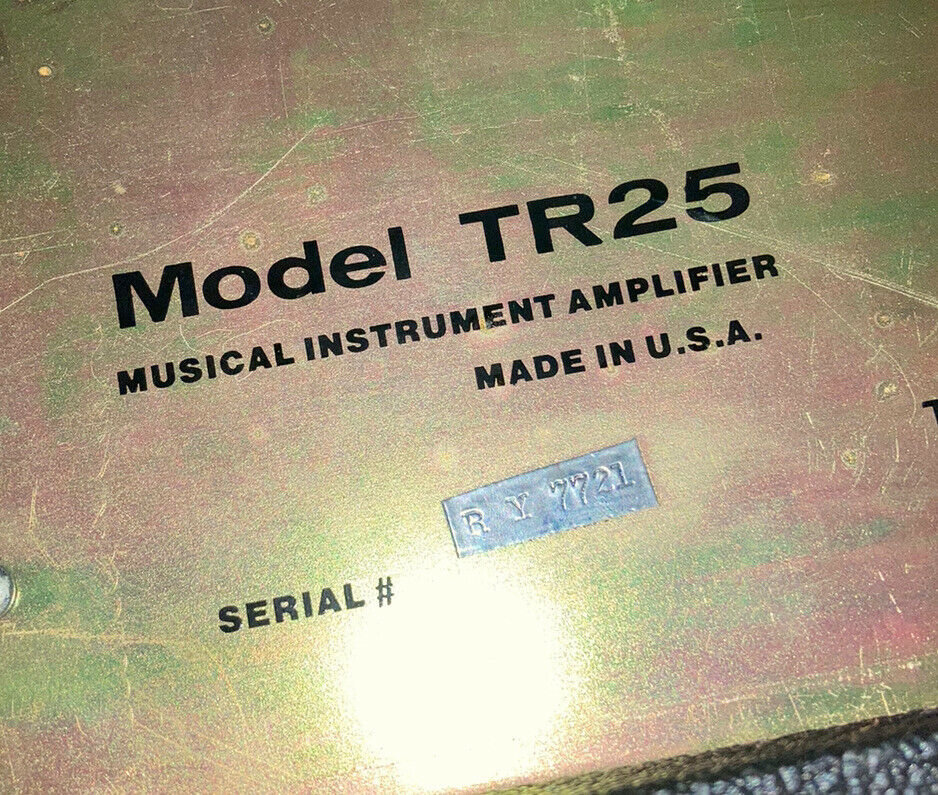 Model TR25
MUSICAL INSTRUMENT AMPLIFIER
MADE IN U.S.A.
R Y 7721
SERIAL #